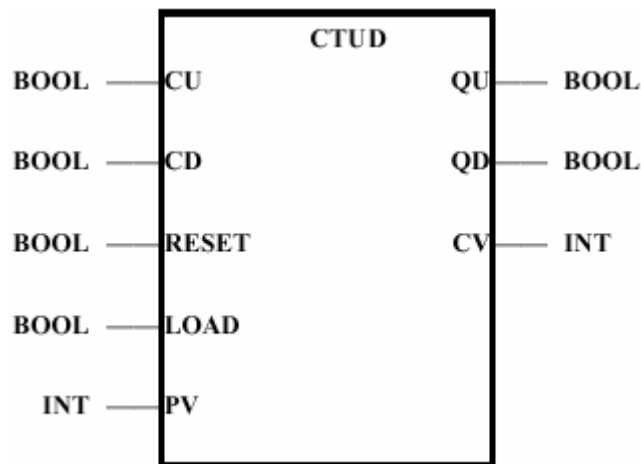 CTUD
BOOL CU QU BOOL
BOOL CD QD BOOL
BOOL RESET CV INT
BOOL LOAD
INT PV